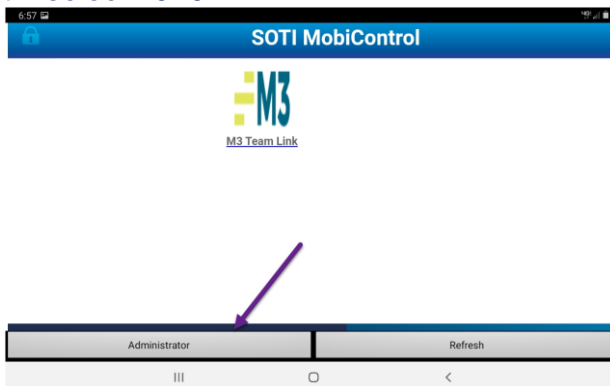 6:57
SOTI MobiControl
M3
M3 Team Link
Administrator
Refresh